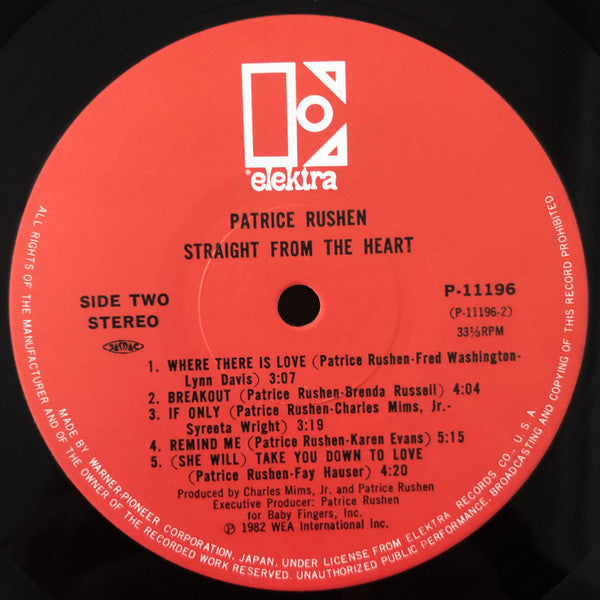 ® elektra
PATRICE RUSHEN
STRAIGHT FROM THE HEART
SIDE TWO
STEREO
JASRAC
P-11196
(P-11196-2)
33⅓RPM
1. WHERE THERE IS LOVE (Patrice Rushen-Fred Washington-
Lynn Davis) 3:07
2. BREAKOUT (Patrice Rushen-Brenda Russell) 4:04
3. IF ONLY (Patrice Rushen-Charles Mims, Jr.-
Syreeta Wright) 3:19
4. REMIND ME (Patrice Rushen-Karen Evans) 5:15
5. (SHE WILL) TAKE YOU DOWN TO LOVE
(Patrice Rushen-Fay Hauser) 4:20
Produced by Charles Mims, Jr. and Patrice Rushen
Executive Producer: Patrice Rushen
for Baby Fingers, Inc.
℗ 1982 WEA International Inc.
MADE BY WARNER-PIONEER CORPORATION, JAPAN, UNDER LICENSE FROM ELEKTRA RECORDS CO., U.S.A.
ALL RIGHTS OF THE MANUFACTURER AND OF THE OWNER OF THE RECORDED WORK RESERVED. UNAUTHORIZED PUBLIC PERFORMANCE, BROADCASTING AND COPYING OF THIS RECORD PROHIBITED.